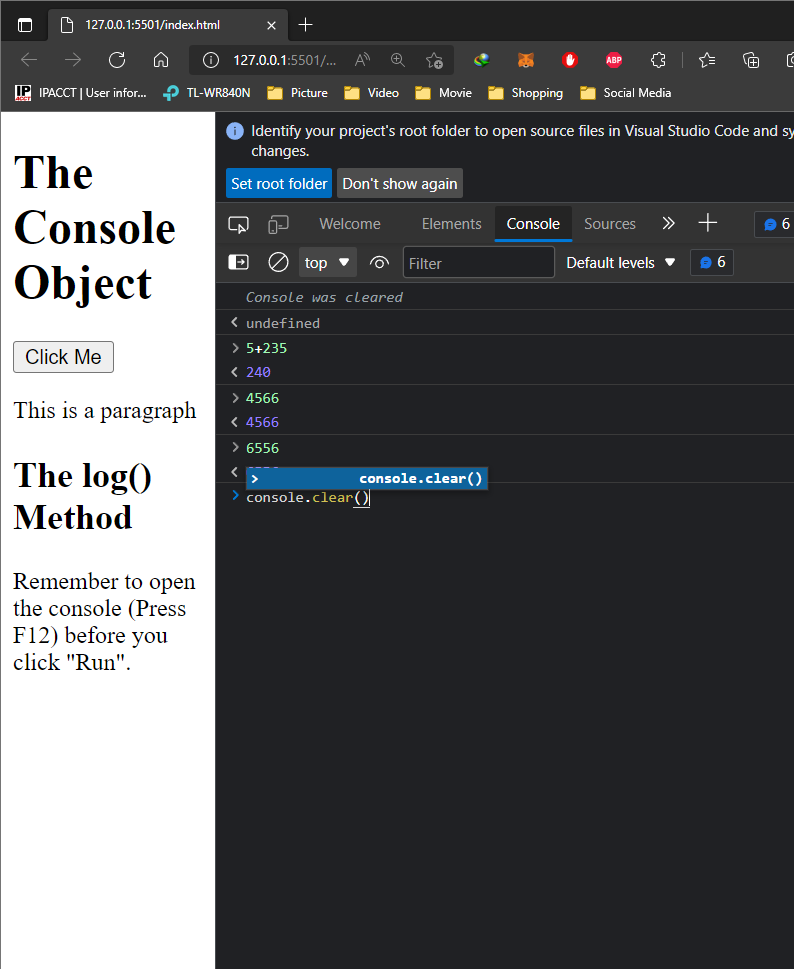 127.0.0.1:5501/index.html
127.0.0.1:5501/...
ABP
IPACCT | User infor...
TL-WR840N
Picture
Video
Movie
Shopping
Social Media
The
Console
Object
Click Me
This is a paragraph
The log()
Method
Remember to open
the console (Press
F12) before you
click "Run".
Identify your project's root folder to open source files in Visual Studio Code and sy
changes.
Set root folder
Don't show again
Welcome
Elements
Console
Sources
6
top
Filter
Default levels
6
Console was cleared
undefined
5+235
240
4566
4566
6556
console.clear()
console.clear()